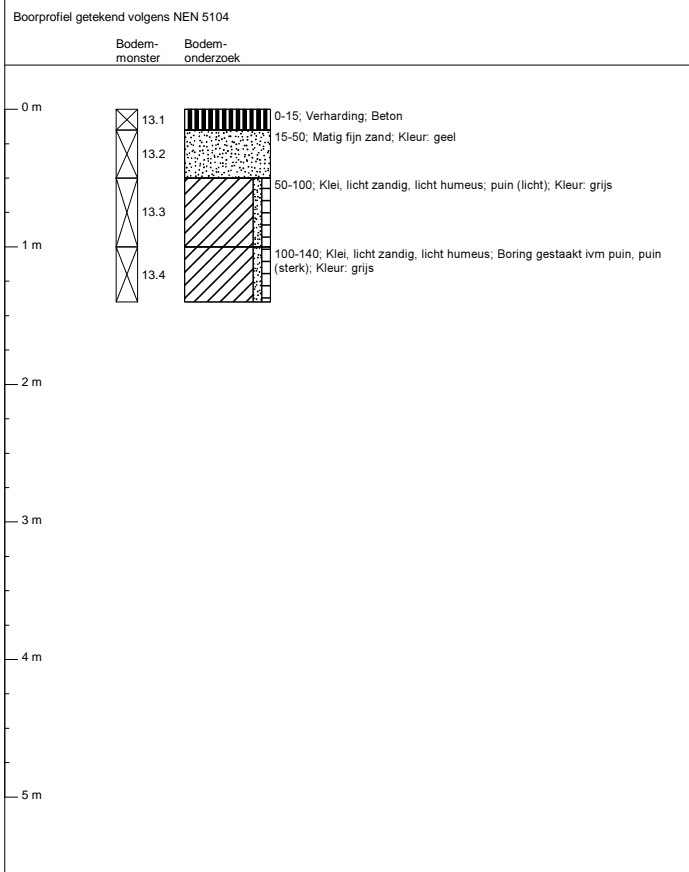 Boorprofiel getekend volgens NEN 5104
Bodem-
monster
Bodem-
onderzoek
0 m
13.1
0-15; Verharding; Beton
13.2
15-50; Matig fijn zand; Kleur: geel
13.3
50-100; Klei, licht zandig, licht humeus; puin (licht); Kleur: grijs
1 m
13.4
100-140; Klei, licht zandig, licht humeus; Boring gestaakt ivm puin, puin
(sterk); Kleur: grijs
2 m
3 m
4 m
5 m